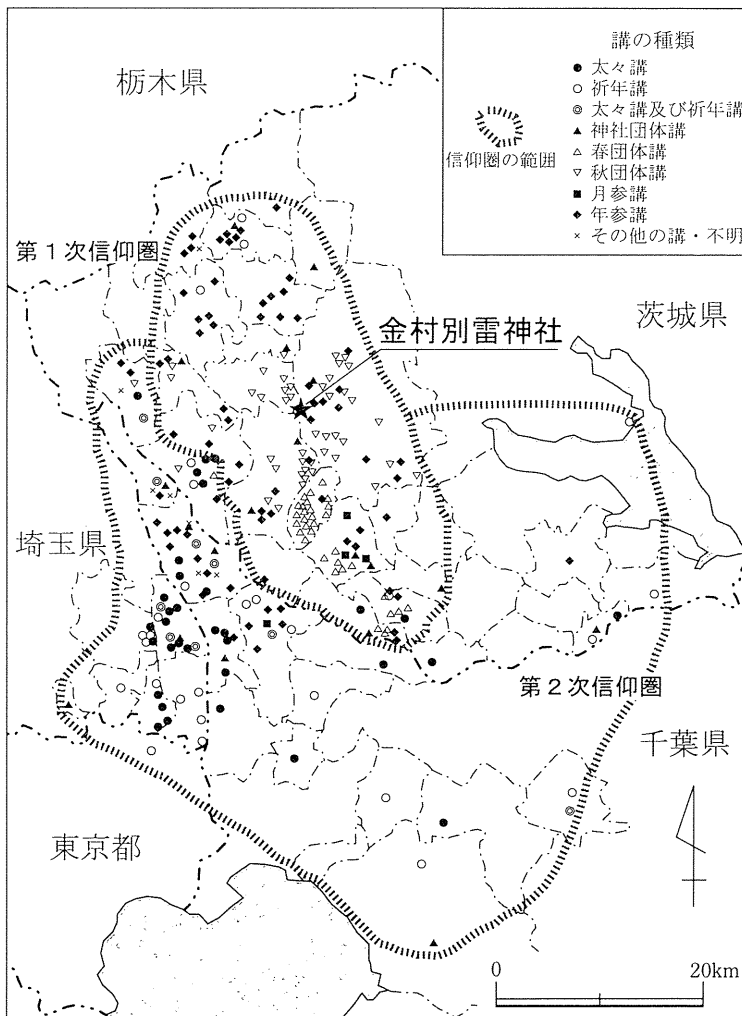 栃木県
講の種類
太々講
祈年講
太々講及び祈年講
神社団体講
春団体講
秋団体講
月参講
年参講
その他の講・不明
信仰圏の範囲
第1次信仰圏
金村別雷神社
茨城県
埼玉県
第2次信仰圏
千葉県
東京都
0
20km